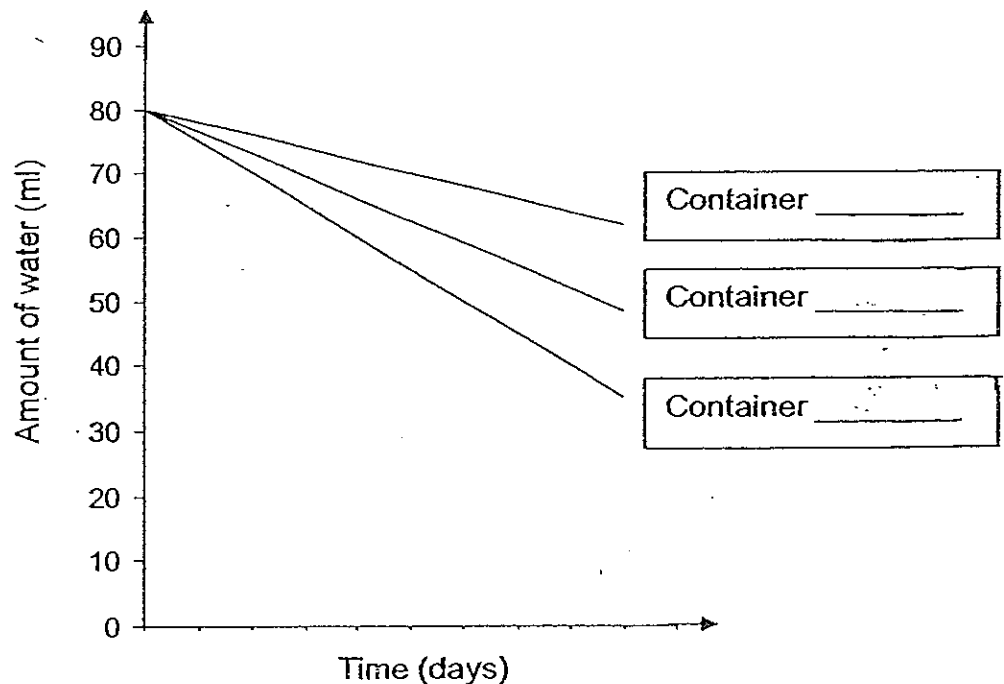 90
80
70
60
50
40
30
20
10
0
Amount of water (ml)
Time (days)
Container ________
Container ________
Container ________